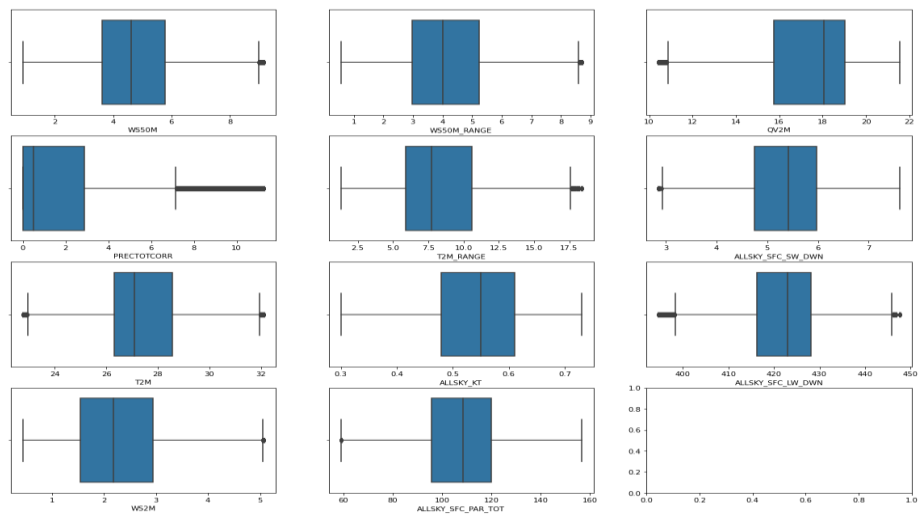 2 4 6 8
WS50M
1 2 3 4 5 6 7 8 9
WS50M_RANGE
10 12 14 16 18 20 22
QV2M
0 2 4 6 8 10
PRECTOTCORR
2.5 5.0 7.5 10.0 12.5 15.0 17.5
T2M_RANGE
3 4 5 6 7
ALLSKY_SFC_SW_DWN
24 26 28 30 32
T2M
0.3 0.4 0.5 0.6 0.7
ALLSKY_KT
400 410 420 430 440 450
ALLSKY_SFC_LW_DWN
1 2 3 4 5
WS2M
60 80 100 120 140 160
ALLSKY_SFC_PAR_TOT
1.0
0.8
0.6
0.4
0.2
0.0
0.0 0.2 0.4 0.6 0.8 1.0